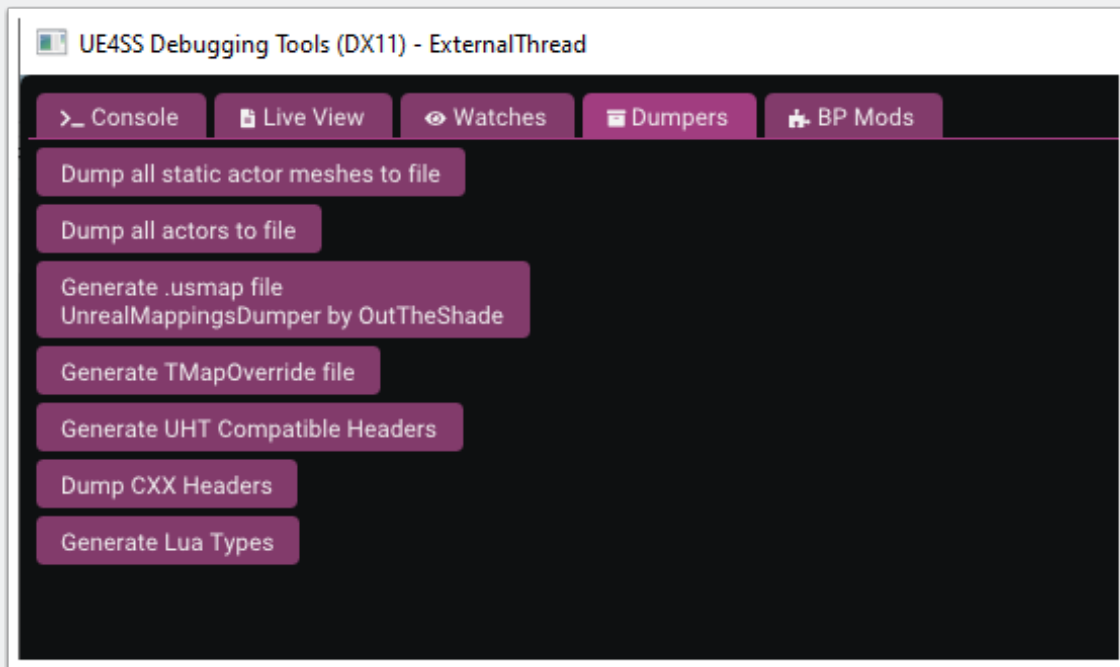 UE4SS Debugging Tools (DX11) - ExternalThread
Console Live View Watches Dumpers BP Mods
Dump all static actor meshes to file
Dump all actors to file
Generate .usmap file
UnrealMappingsDumper by OutTheShade
Generate TMapOverride file
Generate UHT Compatible Headers
Dump CXX Headers
Generate Lua Types